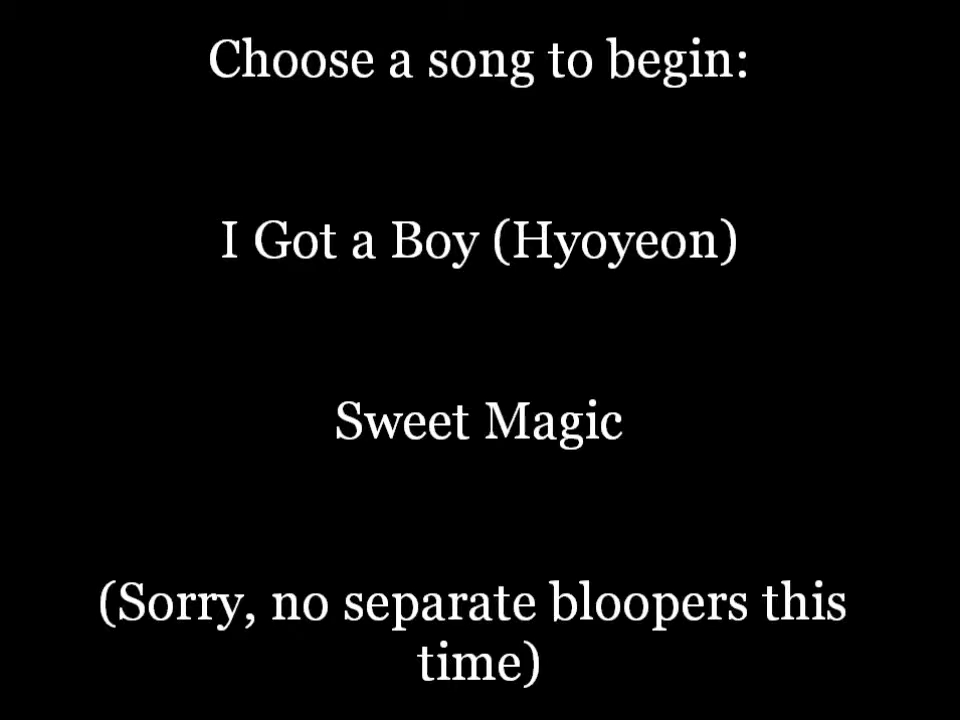 Choose a song to begin:
I Got a Boy (Hyoyeon)
Sweet Magic
(Sorry, no separate bloopers this
time)